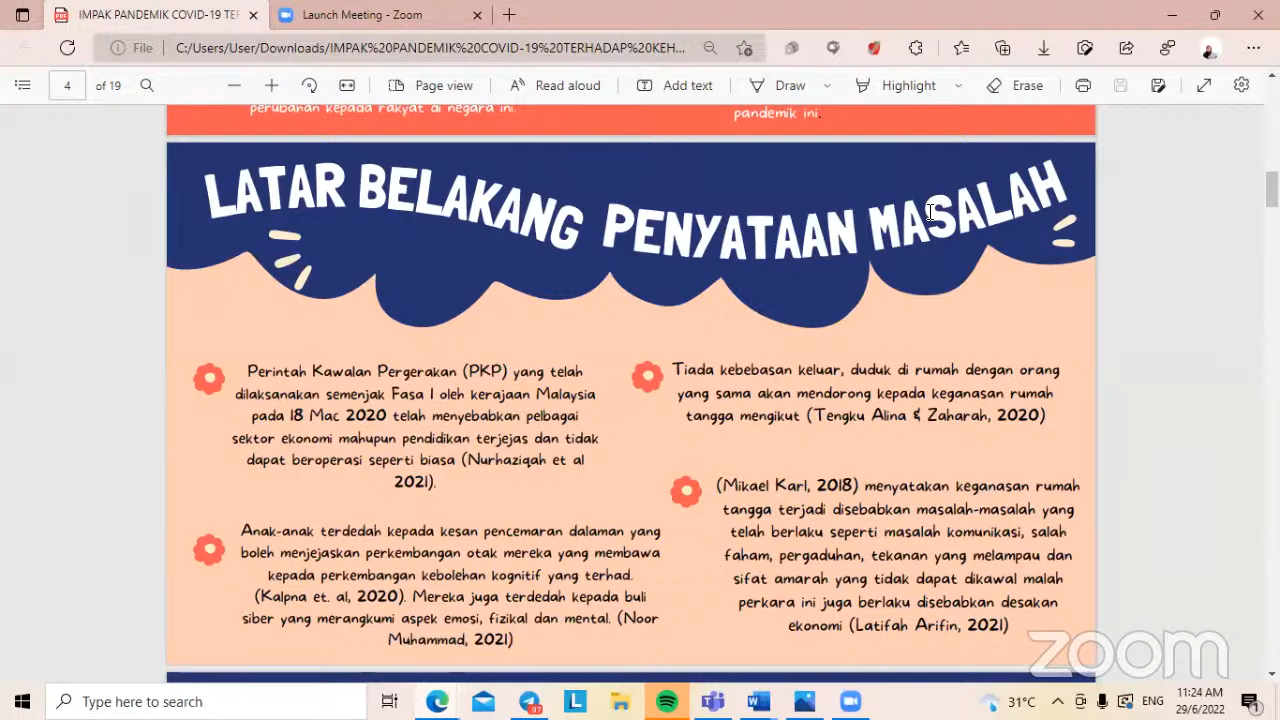 IMPAK PANDEMIK COVID-19 TER
Launch Meeting - Zoom
File
C:/Users/User/Downloads/IMPAK%20PANDEMIK%20COVID-19%20TERHADAP%20KEH...
4 of 19
Page view
Read aloud
Add text
Draw
Highlight
Erase
perubahan kepada rakyat di negara ini.
pandemik ini.
LATAR BELAKANG PENYATAAN MASALAH
Perintah Kawalan Pergerakan (PKP) yang telah
dilaksanakan semenjak Fasa 1 oleh kerajaan Malaysia
pada 18 Mac 2020 telah menyebabkan pelbagai
sektor ekonomi mahupun pendidikan terjejas dan tidak
dapat beroperasi seperti biasa (Nurhaziqah et al
2021).
Anak-anak terdedah kepada kesan pencemaran dalaman yang
boleh menjejaskan perkembangan otak mereka yang membawa
kepada perkembangan kebolehan kognitif yang terhad.
(Kalpna et. al, 2020). Mereka juga terdedah kepada buli
siber yang merangkumi aspek emosi, fizikal dan mental. (Noor
Muhammad, 2021)
Tiada kebebasan keluar, duduk di rumah dengan orang
yang sama akan mendorong kepada keganasan rumah
tangga mengikut (Tengku Alina & Zaharah, 2020)
(Mikael Karl, 2018) menyatakan keganasan rumah
tangga terjadi disebabkan masalah-masalah yang
telah berlaku seperti masalah komunikasi, salah
faham, pergaduhan, tekanan yang melampau dan
sifat amarah yang tidak dapat dikawal malah
perkara ini juga berlaku disebabkan desakan
ekonomi (Latifah Arifin, 2021)
zoom
Type here to search
97
31°C
ENG
11:24 AM
29/6/2022
1